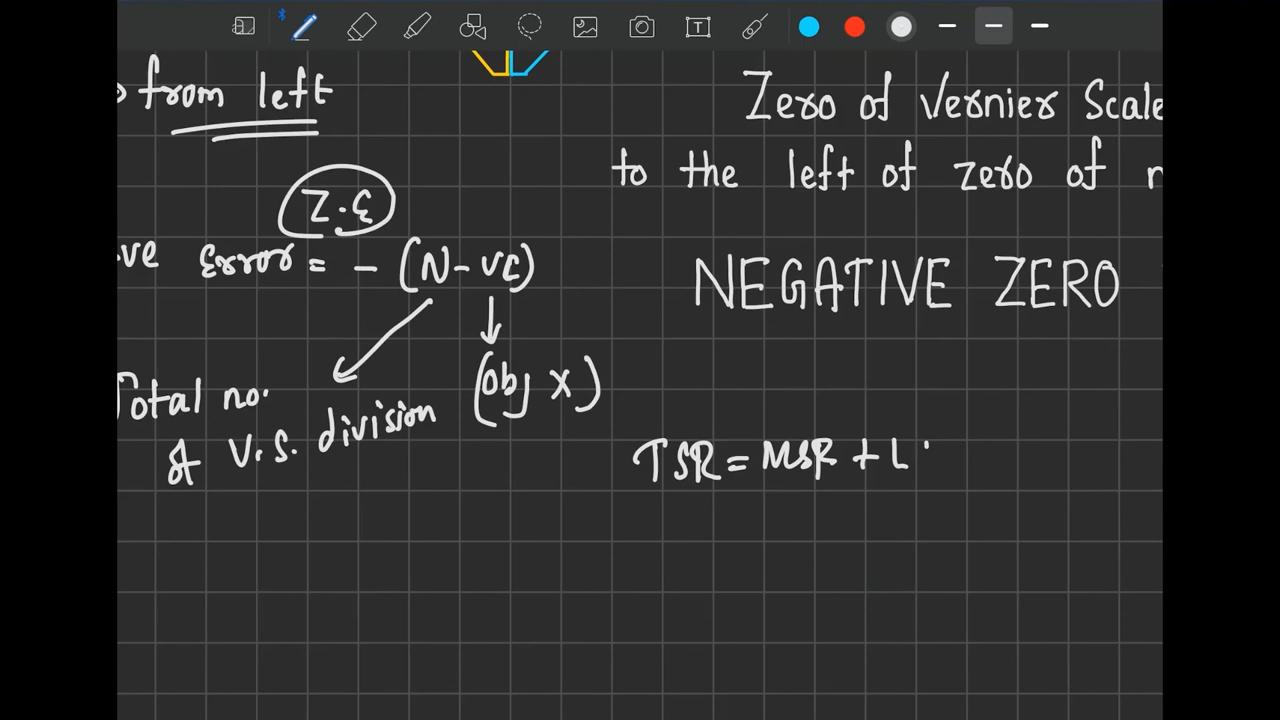 from left
Z.E
ve Error = - (N - VC)
(obj X)
Total no.
of V.S. division
Zero of Vernier Scale
to the left of zero of
NEGATIVE ZERO
TSR = MSR + L